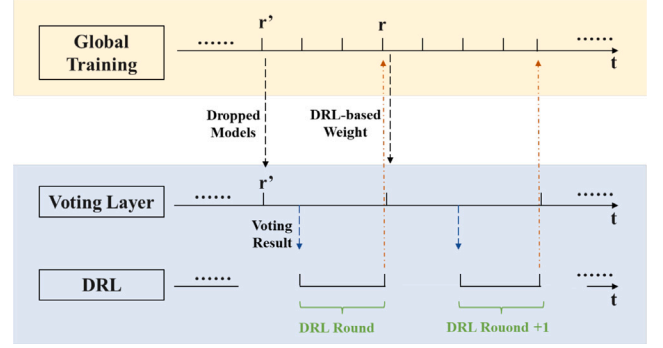 r’
r
......
......
Global
Training
t
Dropped
Models
DRL-based
Weight
r’
......
......
Voting Layer
t
Voting
Result
......
......
DRL
t
DRL Round
DRL Rouond +1